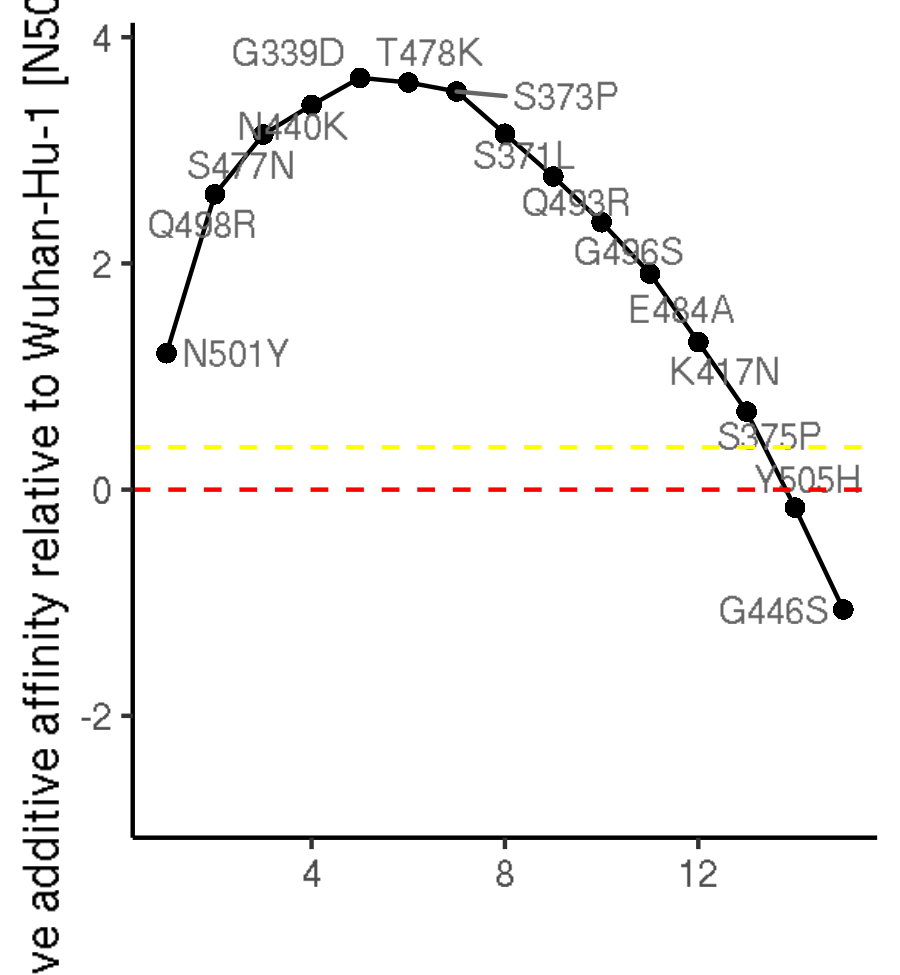 ve additive affinity relative to Wuhan-Hu-1 [N50
4
2
0
-2
G339D
T478K
S373P
N440K
S371L
S477N
Q493R
Q498R
G496S
E484A
N501Y
K417N
S375P
Y505H
G446S
4
8
12